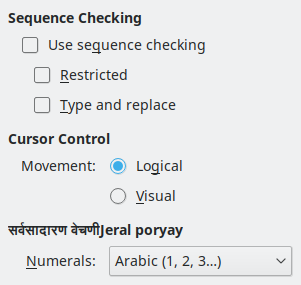 Sequence Checking
Use sequence checking
Restricted
Type and replace
Cursor Control
Movement: Logical
Visual
सर्वसादारण वेचणीJeral poryay
Numerals: Arabic (1, 2, 3...)